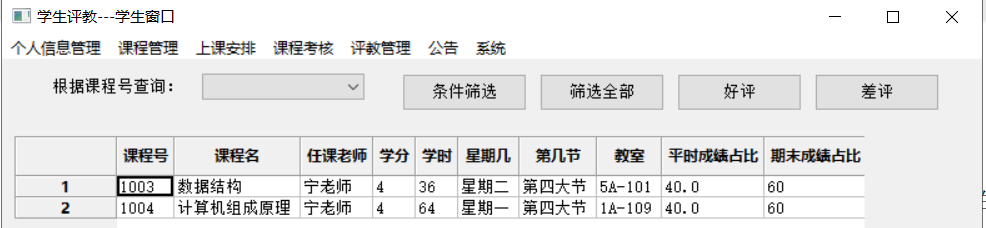 学生评教---学生窗口
个人信息管理 课程管理 上课安排 课程考核 评教管理 公告 系统
根据课程号查询： 条件筛选 筛选全部 好评 差评
课程号 课程名 任课老师 学分 学时 星期几 第几节 教室 平时成绩占比 期末成绩占比
1 1003 数据结构 宁老师 4 36 星期二 第四大节 5A-101 40.0 60
2 1004 计算机组成原理 宁老师 4 64 星期一 第四大节 1A-109 40.0 60